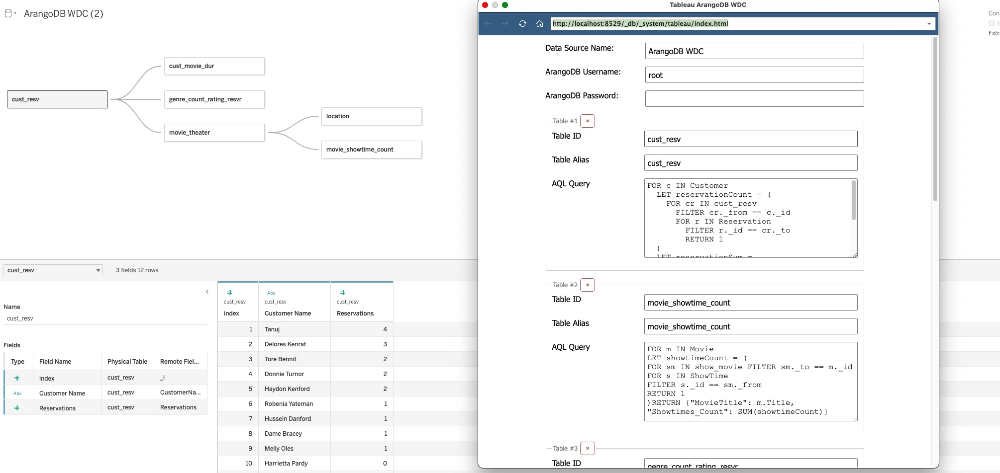 ArangoDB WDC (2)
cust_resv
cust_movie_dur
genre_count_rating_resvr
movie_theater
location
movie_showtime_count
Tableau ArangoDB WDC
http://localhost:8529/_db/_system/tableau/index.html
Data Source Name: ArangoDB WDC
ArangoDB Username: root
ArangoDB Password:
Table #1 ×
Table ID cust_resv
Table Alias cust_resv
AQL Query
FOR c IN Customer
LET reservationCount = (
FOR cr IN cust_resv
FILTER cr._from == c._id
FOR r IN Reservation
FILTER r._id == cr._to
RETURN 1
)
LET reservationSum =
Table #2 ×
Table ID movie_showtime_count
Table Alias movie_showtime_count
AQL Query
FOR m IN Movie
LET showtimeCount = (
FOR sm IN show_movie FILTER sm._to == m._id
FOR s IN ShowTime
FILTER s._id == sm._from
RETURN 1
)RETURN {"MovieTitle": m.Title,
"Showtimes_Count": SUM(showtimeCount)}
Table #3 ×
Table ID genre_count_rating_resvr
Con
Extr
cust_resv 3 fields 12 rows
Name
cust_resv
Fields
Type Field Name Physical Table Remote Fiel...
# index cust_resv _i
Abc Customer Name cust_resv CustomerNa...
# Reservations cust_resv Reservations
# Abc #
cust_resv cust_resv cust_resv
index Customer Name Reservations
1 Tanuj 4
2 Delores Kenrat 3
3 Tore Bennit 2
4 Donnie Turnor 2
5 Haydon Kenford 2
6 Robenia Yateman 1
7 Hussein Danford 1
8 Dame Bracey 1
9 Melly Oles 1
10 Harrietta Pardy 0